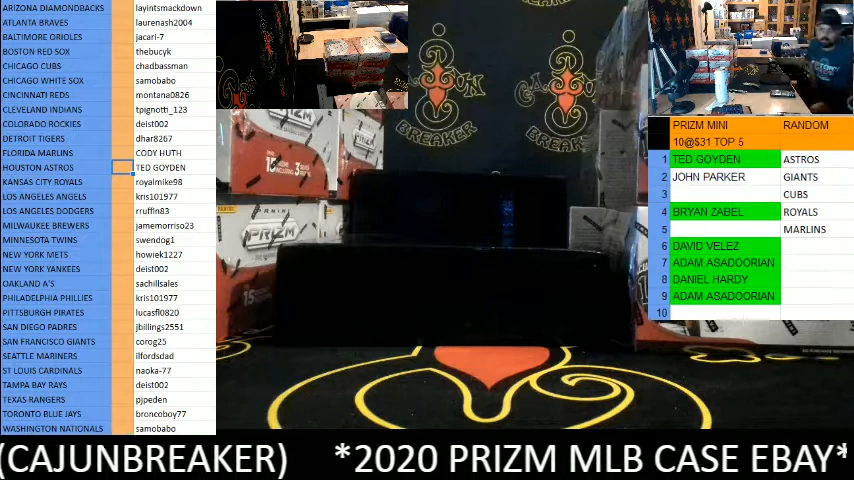 ARIZONA DIAMONDBACKS layintsmackdown
ATLANTA BRAVES laurenash2004
BALTIMORE ORIOLES jacari-7
BOSTON RED SOX thebucyk
CHICAGO CUBS chadbassman
CHICAGO WHITE SOX samobabo
CINCINNATI REDS montana0826
CLEVELAND INDIANS tpignotti_123
COLORADO ROCKIES deist002
DETROIT TIGERS dhar8267
FLORIDA MARLINS CODY HUTH
HOUSTON ASTROS TED GOYDEN
KANSAS CITY ROYALS royalmike98
LOS ANGELES ANGELS kris101977
LOS ANGELES DODGERS rruffin83
MILWAUKEE BREWERS jamemorriso23
MINNESOTA TWINS swendog1
NEW YORK METS howiek1227
NEW YORK YANKEES deist002
OAKLAND A'S sachillsales
PHILADELPHIA PHILLIES kris101977
PITTSBURGH PIRATES lucasfl0820
SAN DIEGO PADRES jbillings2551
SAN FRANCISCO GIANTS corog25
SEATTLE MARINERS ilfordsdad
ST LOUIS CARDINALS naoka-77
TAMPA BAY RAYS deist002
TEXAS RANGERS pjpeden
TORONTO BLUE JAYS broncoboy77
WASHINGTON NATIONALS samobabo
BREAKER
BREAKER
PRIZM
15
PRIZM
15
PRIZM MINI RANDOM
10@$31 TOP 5
1 TED GOYDEN ASTROS
2 JOHN PARKER GIANTS
3 CUBS
4 BRYAN ZABEL ROYALS
5 MARLINS
6 DAVID VELEZ
7 ADAM ASADOORIAN
8 DANIEL HARDY
9 ADAM ASADOORIAN
10
(CAJUNBREAKER) *2020 PRIZM MLB CASE EBAY*